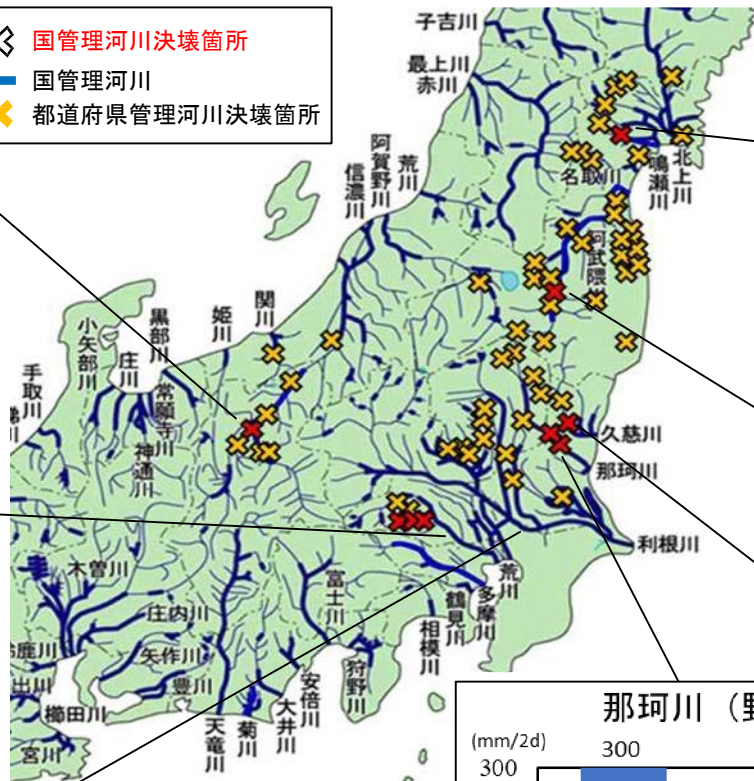 国管理河川決壊箇所
国管理河川
都道府県管理河川決壊箇所
子吉川
最上川
赤川
荒川
阿賀野川
信濃川
名取川
鳴瀬川
北上川
阿武隈川
関川
姫川
黒部川
常願寺川
神通川
庄川
小矢部川
手取川
久慈川
那珂川
利根川
荒川
多摩川
鶴見川
相模川
富士川
狩野川
安倍川
大井川
菊川
天竜川
豊川
矢作川
庄内川
木曽川
櫛田川
宮川
那珂川
(mm/2d)
300
300